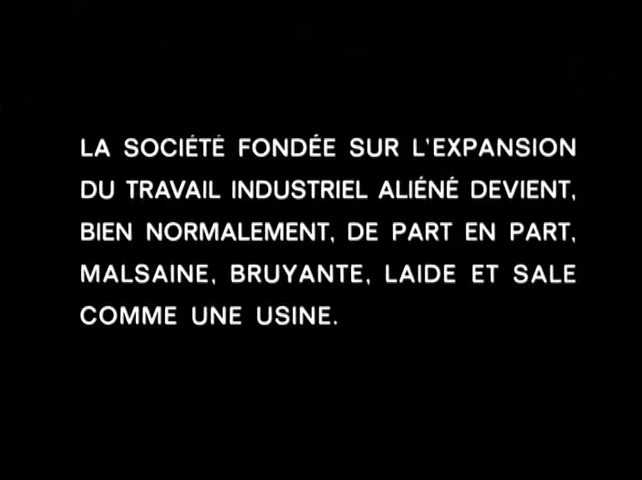 LA SOCIÉTÉ FONDÉE SUR L'EXPANSION
DU TRAVAIL INDUSTRIEL ALIÉNÉ DEVIENT,
BIEN NORMALEMENT, DE PART EN PART,
MALSAINE, BRUYANTE, LAIDE ET SALE
COMME UNE USINE.